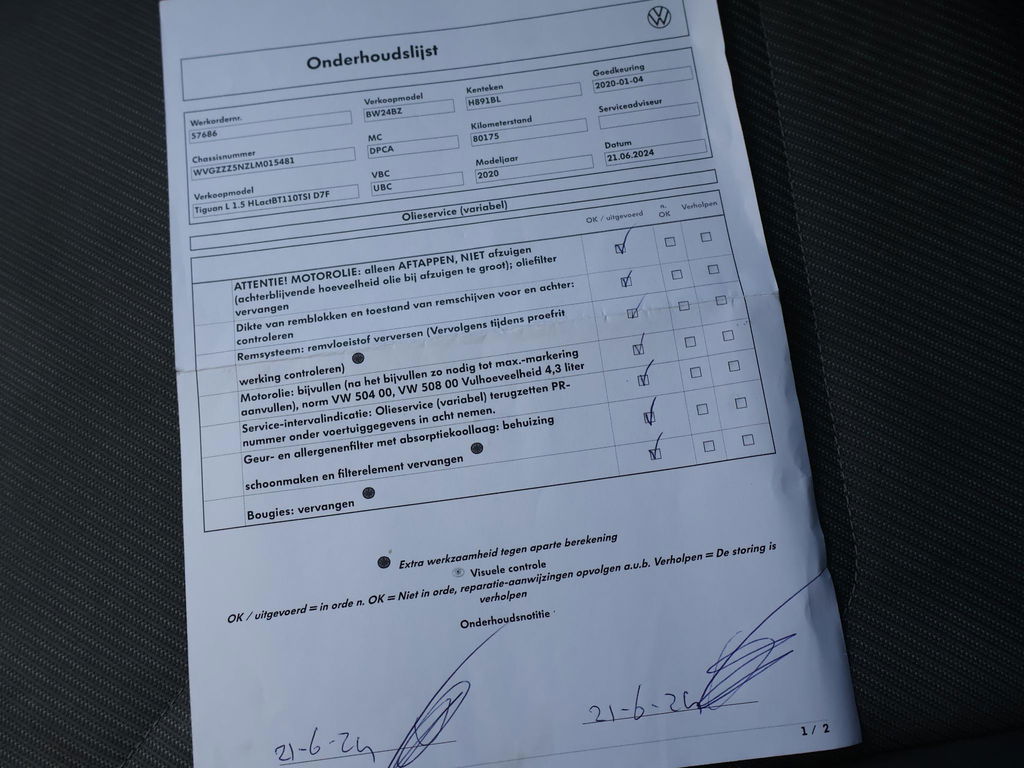 Onderhoudslijst
Werkordernr. Verkoopmodel Kenteken Goedkeuring
57686 BW24BZ H891BL 2020-01-04
Chassisnummer MC Kilometerstand Serviceadviseur
WVGZZZ5NZLM015481 DPCA 80175
Verkoopmodel VBC Modeljaar Datum
Tiguan L 1.5 HLactBT110TSI D7F UBC 2020 21.06.2024
Olieservice (variabel)
OK / uitgevoerd n. OK Verholpen
ATTENTIE! MOTOROLIE: alleen AFTAPPEN, NIET afzuigen
(achterblijvende hoeveelheid olie bij afzuigen te groot); oliefilter
vervangen
Dikte van remblokken en toestand van remschijven voor en achter:
controleren
Remsysteem: remvloeistof verversen (Vervolgens tijdens proefrit
werking controleren)
Motorolie: bijvullen (na het bijvullen zo nodig tot max.-markering
aanvullen), norm VW 504 00, VW 508 00 Vulhoeveelheid 4,3 liter
Service-intervalindicatie: Olieservice (variabel) terugzetten PR-
nummer onder voertuiggegevens in acht nemen.
Geur- en allergenenfilter met absorptiekoollaag: behuizing
schoonmaken en filterelement vervangen
Bougies: vervangen
Extra werkzaamheid tegen aparte berekening
Visuele controle
OK / uitgevoerd = in orde n. OK = Niet in orde, reparatie-aanwijzingen opvolgen a.u.b. Verholpen = De storing is
verholpen
Onderhoudsnotitie
21-6-24 21-6-24
1 / 2